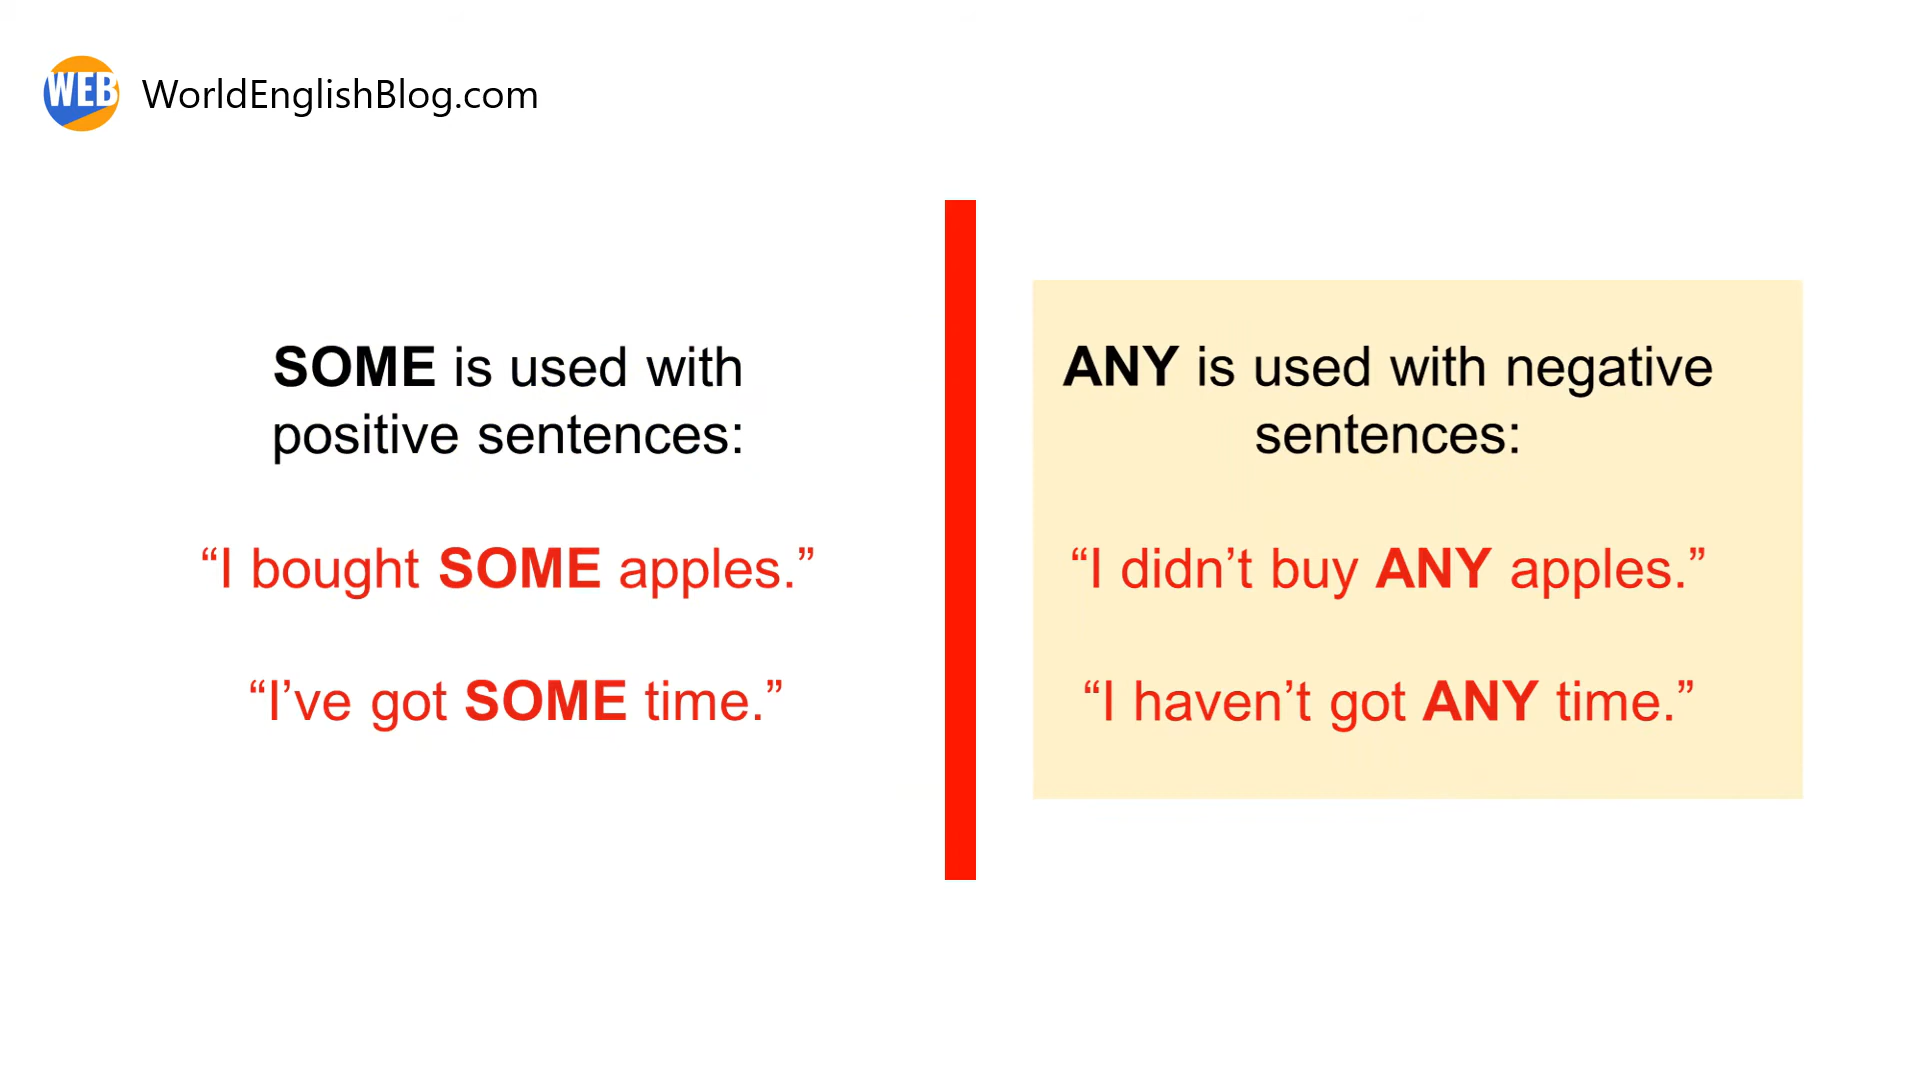 WEB WorldEnglishBlog.com
SOME is used with
positive sentences:
“I bought SOME apples.”
“I’ve got SOME time.”
ANY is used with negative
sentences:
“I didn’t buy ANY apples.”
“I haven’t got ANY time.”